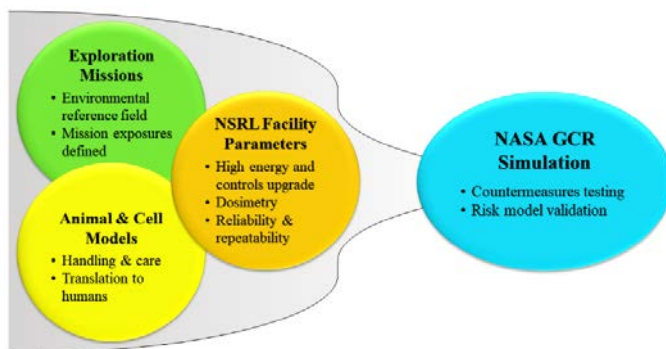 Exploration
Missions
• Environmental
reference field
• Mission exposures
defined
NSRL Facility
Parameters
• High energy and
controls upgrade
• Dosimetry
• Reliability &
repeatability
Animal & Cell
Models
• Handling & care
• Translation to
humans
NASA GCR
Simulation
• Countermeasures testing
• Risk model validation